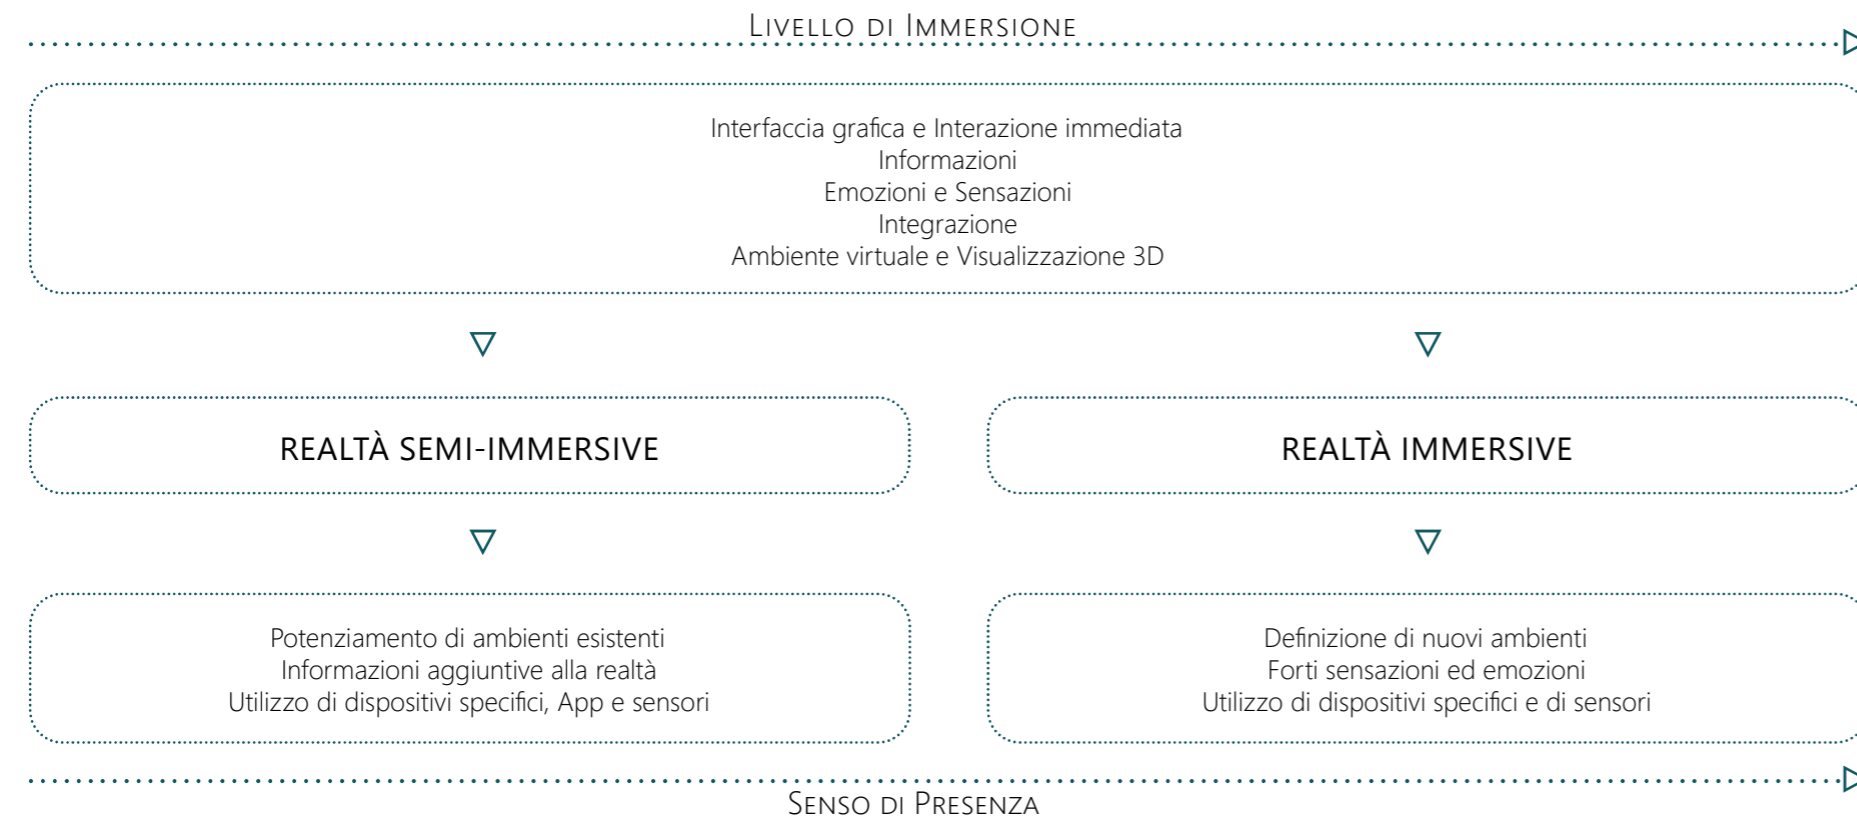 Livello di Immersione
Interfaccia grafica e Interazione immediata
Informazioni
Emozioni e Sensazioni
Integrazione
Ambiente virtuale e Visualizzazione 3D
REALTÀ SEMI-IMMERSIVE
REALTÀ IMMERSIVE
Potenziamento di ambienti esistenti
Informazioni aggiuntive alla realtà
Utilizzo di dispositivi specifici, App e sensori
Definizione di nuovi ambienti
Forti sensazioni ed emozioni
Utilizzo di dispositivi specifici e di sensori
Senso di Presenza